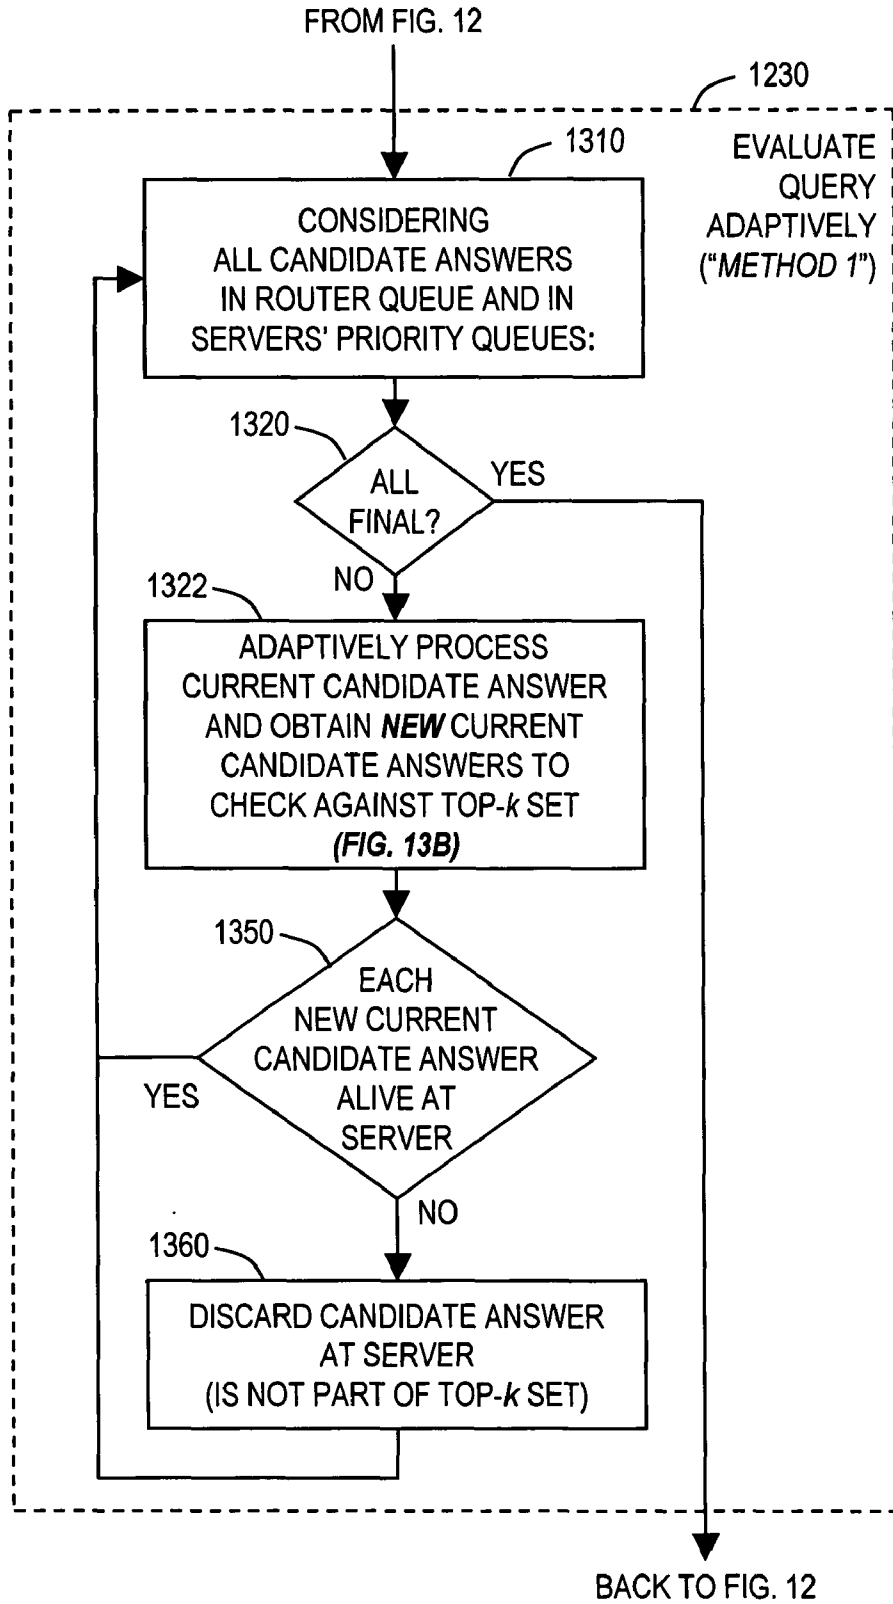 FROM FIG. 12
1230
EVALUATE
QUERY
ADAPTIVELY
("METHOD 1")
1310
CONSIDERING
ALL CANDIDATE ANSWERS
IN ROUTER QUEUE AND IN
SERVERS' PRIORITY QUEUES:
1320
ALL
FINAL?
YES
NO
1322
ADAPTIVELY PROCESS
CURRENT CANDIDATE ANSWER
AND OBTAIN NEW CURRENT
CANDIDATE ANSWERS TO
CHECK AGAINST TOP-k SET
(FIG. 13B)
1350
EACH
NEW CURRENT
CANDIDATE ANSWER
ALIVE AT
SERVER
YES
NO
1360
DISCARD CANDIDATE ANSWER
AT SERVER
(IS NOT PART OF TOP-k SET)
BACK TO FIG. 12